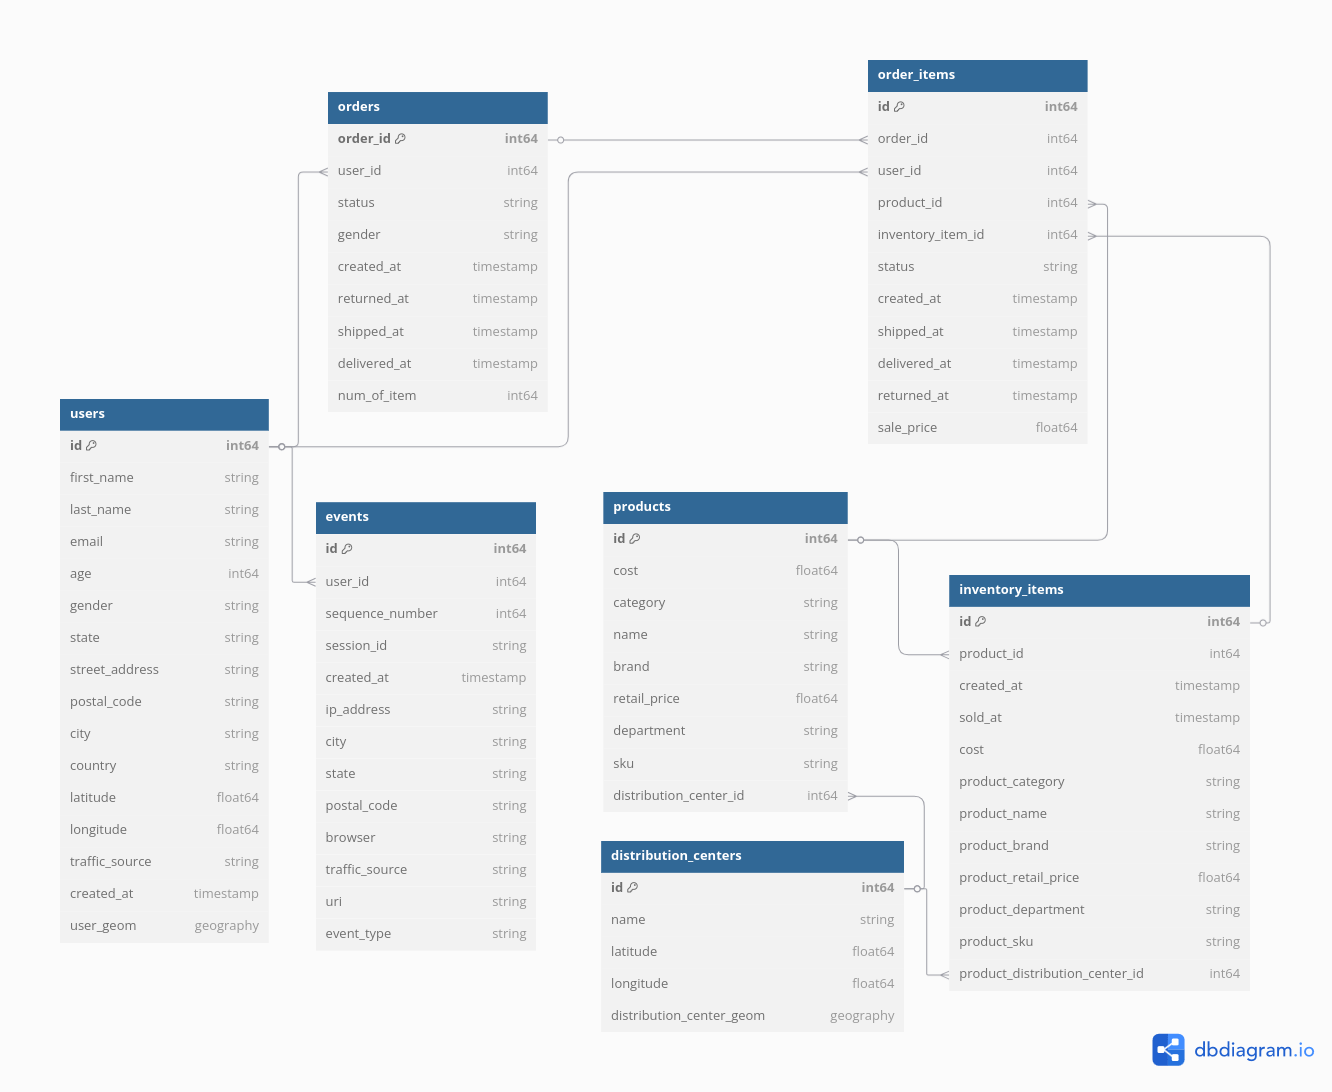 orders
order_id int64
user_id int64
status string
gender string
created_at timestamp
returned_at timestamp
shipped_at timestamp
delivered_at timestamp
num_of_item int64
order_items
id int64
order_id int64
user_id int64
product_id int64
inventory_item_id int64
status string
created_at timestamp
shipped_at timestamp
delivered_at timestamp
returned_at timestamp
sale_price float64
users
id int64
first_name string
last_name string
email string
age int64
gender string
state string
street_address string
postal_code string
city string
country string
latitude float64
longitude float64
traffic_source string
created_at timestamp
user_geom geography
events
id int64
user_id int64
sequence_number int64
session_id string
created_at timestamp
ip_address string
city string
state string
postal_code string
browser string
traffic_source string
uri string
event_type string
products
id int64
cost float64
category string
name string
brand string
retail_price float64
department string
sku string
distribution_center_id int64
distribution_centers
id int64
name string
latitude float64
longitude float64
distribution_center_geom geography
inventory_items
id int64
product_id int64
created_at timestamp
sold_at timestamp
cost float64
product_category string
product_name string
product_brand string
product_retail_price float64
product_department string
product_sku string
product_distribution_center_id int64
dbdiagram.io